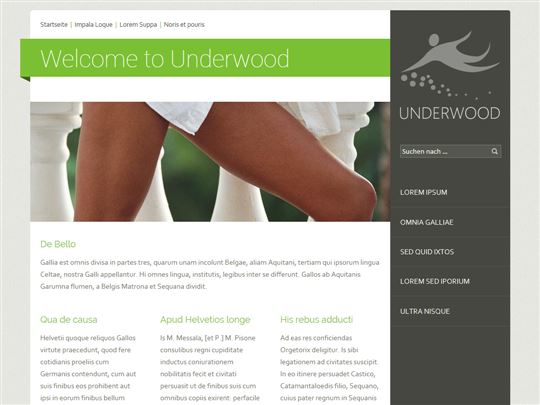 Startseite | Impala Loque | Lorem Suppa | Noris et pouris
Welcome to Underwood
UNDERWOOD
Suchen nach ...
LOREM IPSUM
OMNIA GALLIAE
SED QUID IXTOS
LOREM SED IPORIUM
ULTRA NISQUE
De Bello
Gallia est omnis divisa in partes tres, quarum unam incolunt Belgae, aliam Aquitani, tertiam qui ipsorum lingua
Celtae, nostra Galli appellantur. Hi omnes lingua, institutis, legibus inter se differunt. Gallos ab Aquitanis
Garumna flumen, a Belgis Matrona et Sequana dividit.
Qua de causa
Helvetii quoque reliquos Gallos
virtute praecedunt, quod fere
cotidianis proeliis cum
Germanis contendunt, cum aut
suis finibus eos prohibent aut
ipsi in eorum finibus bellum
Apud Helvetios longe
Is M. Messala, [et P.] M. Pisone
consulibus regni cupiditate
inductus coniurationem
nobilitatis fecit et civitati
persuasit ut de finibus suis cum
omnibus copiis exirent: perfacile
His rebus adducti
Ad eas res conficiendas
Orgetorix deligitur. Is sibi
legationem ad civitates suscipit.
In eo itinere persuadet Castico,
Catamantaloedis filio, Sequano,
cuius pater regnum in Sequanis